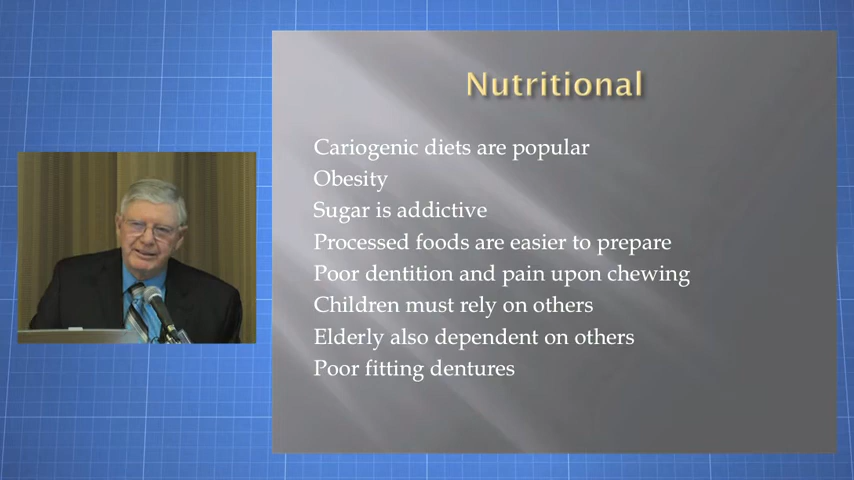 Nutritional
Cariogenic diets are popular
Obesity
Sugar is addictive
Processed foods are easier to prepare
Poor dentition and pain upon chewing
Children must rely on others
Elderly also dependent on others
Poor fitting dentures